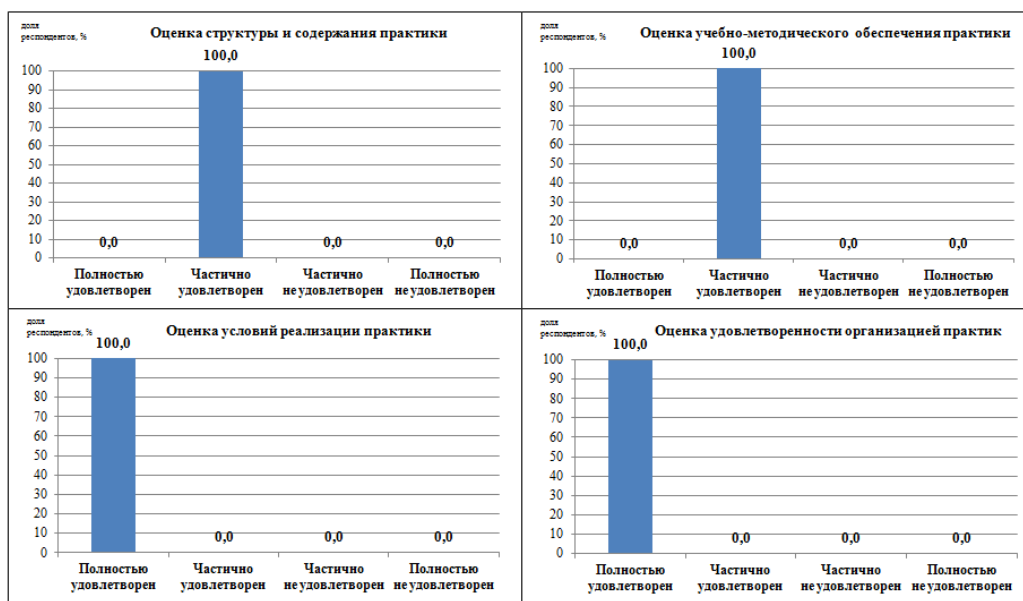 доля
респондентов, %
Оценка структуры и содержания практики
100,0
100
90
80
70
60
50
40
30
20
10
0
0,0
0,0
0,0
Полностью
удовлетворен
Частично
удовлетворен
Частично
не удовлетворен
Полностью
не удовлетворен
доля
респондентов, %
Оценка учебно-методического обеспечения практики
100,0
100
90
80
70
60
50
40
30
20
10
0
0,0
0,0
0,0
Полностью
удовлетворен
Частично
удовлетворен
Частично
не удовлетворен
Полностью
не удовлетворен
доля
респондентов, %
Оценка условий реализации практики
100,0
100
90
80
70
60
50
40
30
20
10
0
0,0
0,0
0,0
Полностью
удовлетворен
Частично
удовлетворен
Частично
не удовлетворен
Полностью
не удовлетворен
доля
респондентов, %
Оценка удовлетворенности организацией практик
100,0
100
90
80
70
60
50
40
30
20
10
0
0,0
0,0
0,0
Полностью
удовлетворен
Частично
удовлетворен
Частично
не удовлетворен
Полностью
не удовлетворен